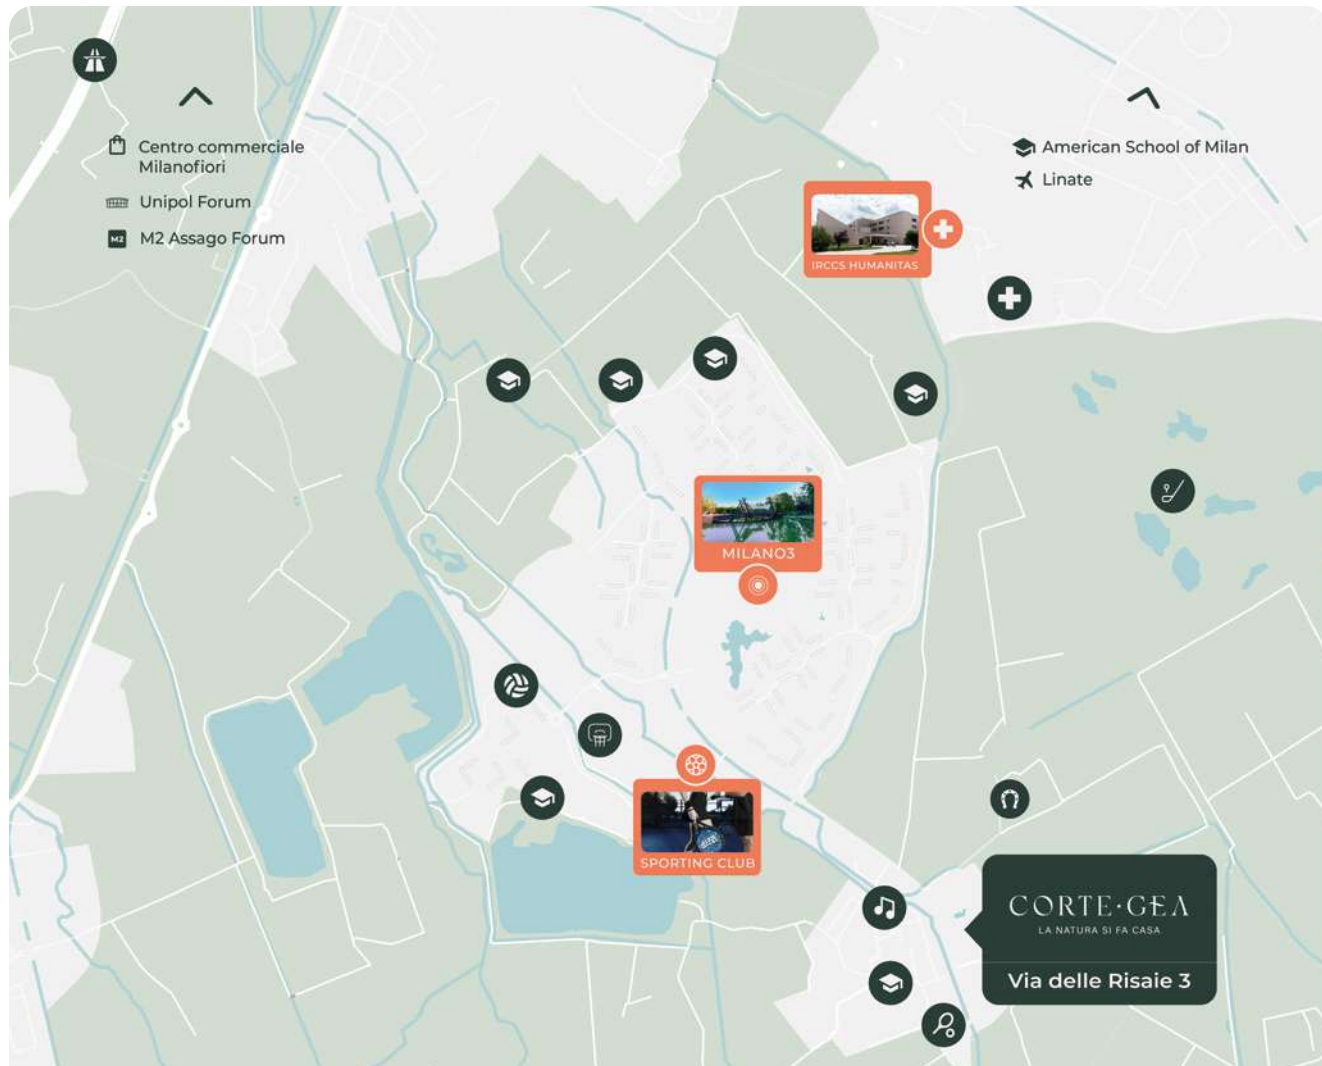 Centro commerciale
Milanofiori
Unipol Forum
M2
M2 Assago Forum
American School of Milan
Linate
IRCCS HUMANITAS
MILANO3
SPORTING CLUB
CORTE·GEA
LA NATURA SI FA CASA
Via delle Risaie 3